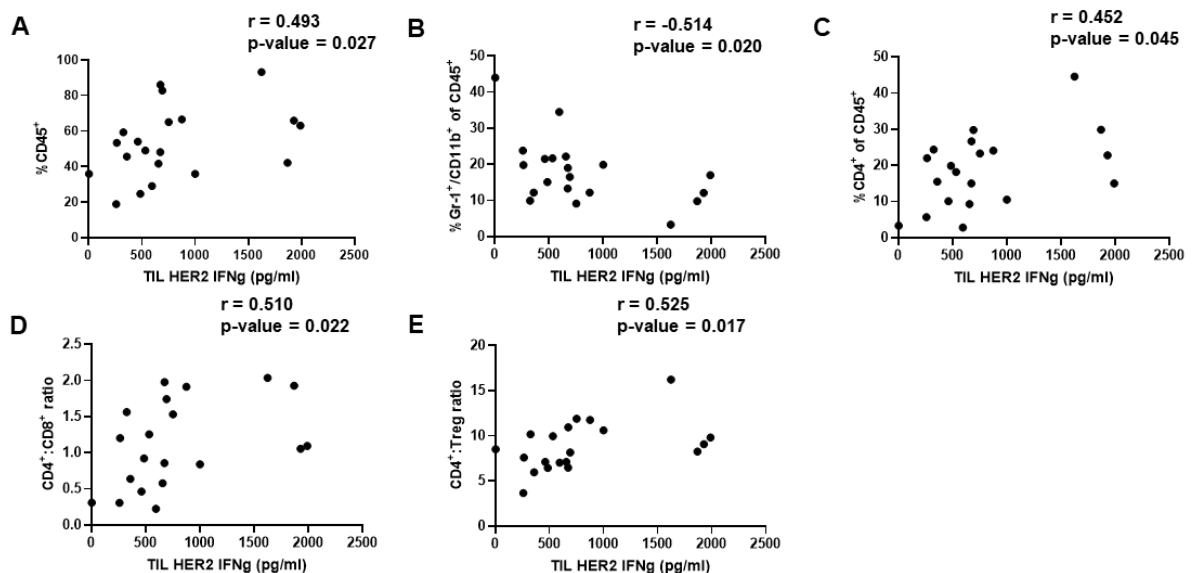 A
r = 0.493
p-value = 0.027
100
80
60
40
20
0
% CD45⁺
0 500 1000 1500 2000 2500
TIL HER2 IFNg (pg/ml)
B
r = -0.514
p-value = 0.020
50
40
30
20
10
0
% Gr-1⁺/CD11b⁺ of CD45⁺
0 500 1000 1500 2000 2500
TIL HER2 IFNg (pg/ml)
C
r = 0.452
p-value = 0.045
50
40
30
20
10
0
% CD4⁺ of CD45⁺
0 500 1000 1500 2000 2500
TIL HER2 IFNg (pg/ml)
D
r = 0.510
p-value = 0.022
2.5
2.0
1.5
1.0
0.5
0.0
CD4⁺:CD8⁺ ratio
0 500 1000 1500 2000 2500
TIL HER2 IFNg (pg/ml)
E
r = 0.525
p-value = 0.017
20
15
10
5
0
CD4⁺:Treg ratio
0 500 1000 1500 2000 2500
TIL HER2 IFNg (pg/ml)